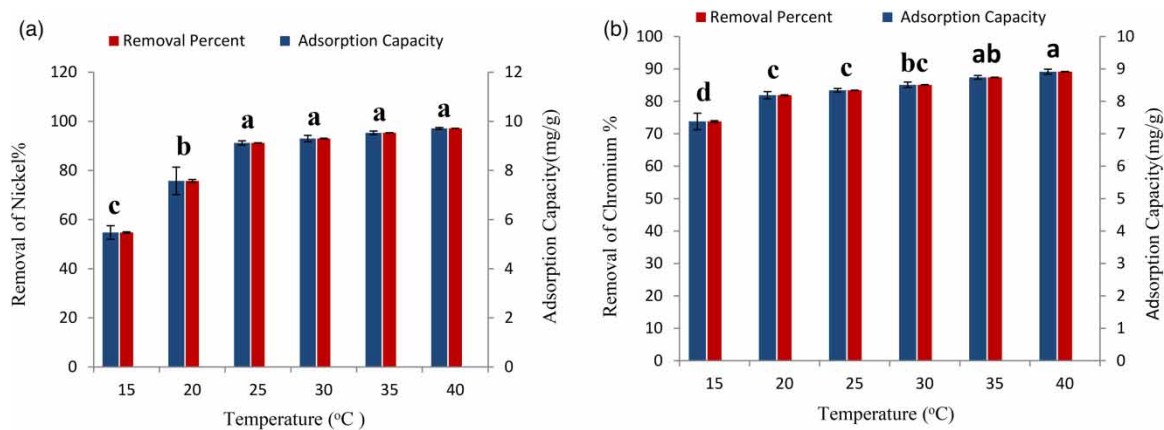 (a)
Removal Percent Adsorption Capacity
120 12
100 10
80 8
60 6
40 4
20 2
0 0
c b a a a a
15 20 25 30 35 40
Temperature (°C )
Removal of Nickel%
Adsorption Capacity(mg/g)
(b)
Removal Percent Adsorption Capacity
100 10
90 9
80 8
70 7
60 6
50 5
40 4
30 3
20 2
10 1
0 0
d c c bc ab a
15 20 25 30 35 40
Temperature (°C)
Removal of Chromium %
Adsorption Capacity(mg/g)